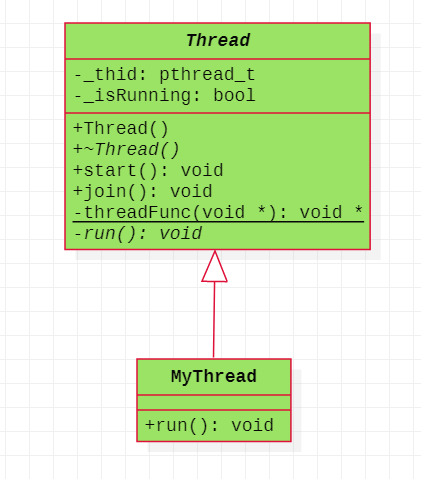 Thread
-_thid: pthread_t
-_isRunning: bool
+Thread()
+~Thread()
+start(): void
+join(): void
-threadFunc(void *): void *
-run(): void
MyThread
+run(): void